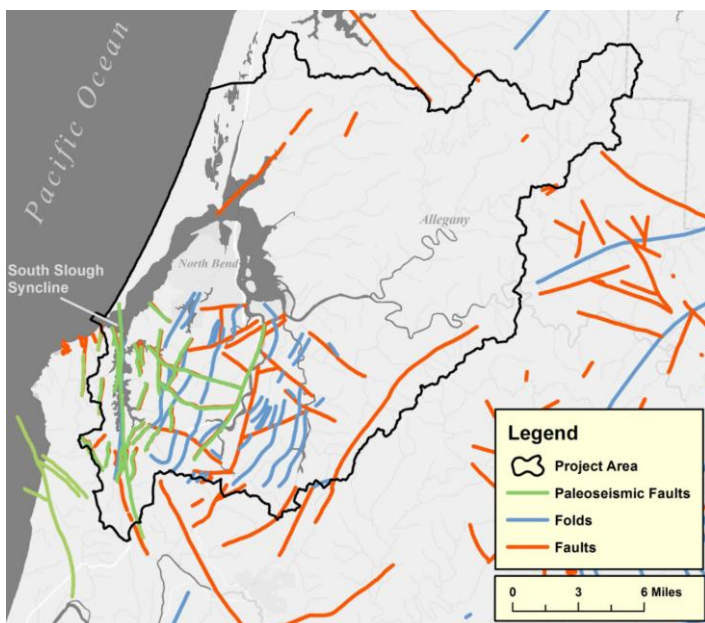 Pacific Ocean
Allegany
North Bend
South Slough
Syncline
Legend
Project Area
Paleoseismic Faults
Folds
Faults
0 3 6 Miles